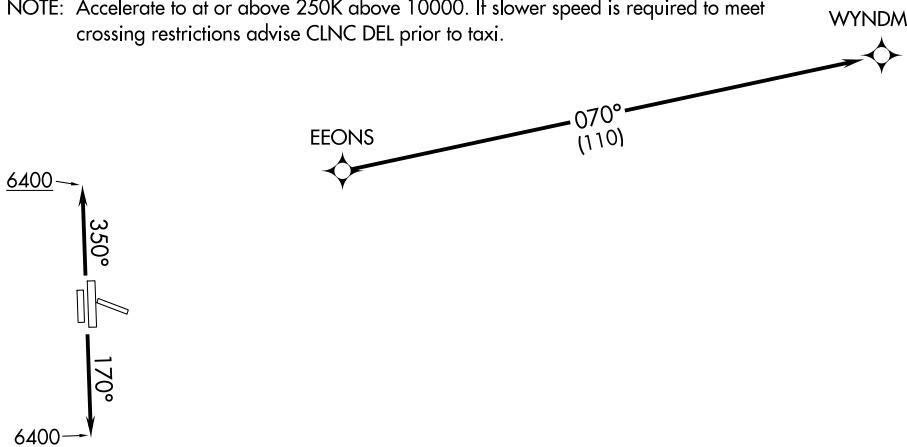 NOTE: Accelerate to at or above 250K above 10000. If slower speed is required to meet
crossing restrictions advise CLNC DEL prior to taxi.
WYNDM
070°
(110)
EEONS
6400
350°
170°
6400